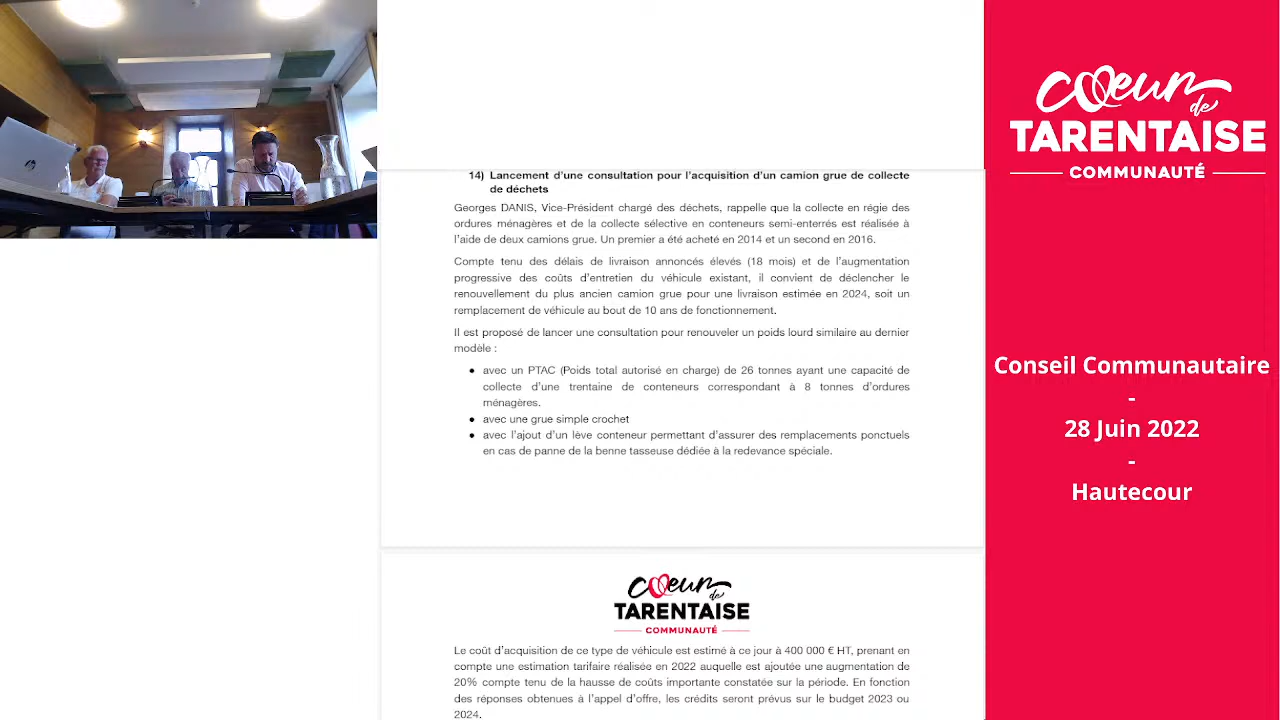 14) Lancement d'une consultation pour l'acquisition d'un camion grue de collecte
de déchets
Georges DANIS, Vice-Président chargé des déchets, rappelle que la collecte en régie des
ordures ménagères et de la collecte sélective en conteneurs semi-enterrés est réalisée à
l'aide de deux camions grue. Un premier a été acheté en 2014 et un second en 2016.
Compte tenu des délais de livraison annoncés élevés (18 mois) et de l'augmentation
progressive des coûts d'entretien du véhicule existant, il convient de déclencher le
renouvellement du plus ancien camion grue pour une livraison estimée en 2024, soit un
remplacement de véhicule au bout de 10 ans de fonctionnement.
Il est proposé de lancer une consultation pour renouveler un poids lourd similaire au dernier
modèle :
● avec un PTAC (Poids total autorisé en charge) de 26 tonnes ayant une capacité de
collecte d'une trentaine de conteneurs correspondant à 8 tonnes d'ordures
ménagères.
● avec une grue simple crochet
● avec l'ajout d'un lève conteneur permettant d'assurer des remplacements ponctuels
en cas de panne de la benne tasseuse dédiée à la redevance spéciale.
Cœur
de
TARENTAISE
COMMUNAUTÉ
Le coût d'acquisition de ce type de véhicule est estimé à ce jour à 400 000 € HT, prenant en
compte une estimation tarifaire réalisée en 2022 auquelle est ajoutée une augmentation de
20% compte tenu de la hausse de coûts importante constatée sur la période. En fonction
des réponses obtenues à l'appel d'offre, les crédits seront prévus sur le budget 2023 ou
2024.
Cœur
de
TARENTAISE
COMMUNAUTÉ
Conseil Communautaire
-
28 Juin 2022
-
Hautecour